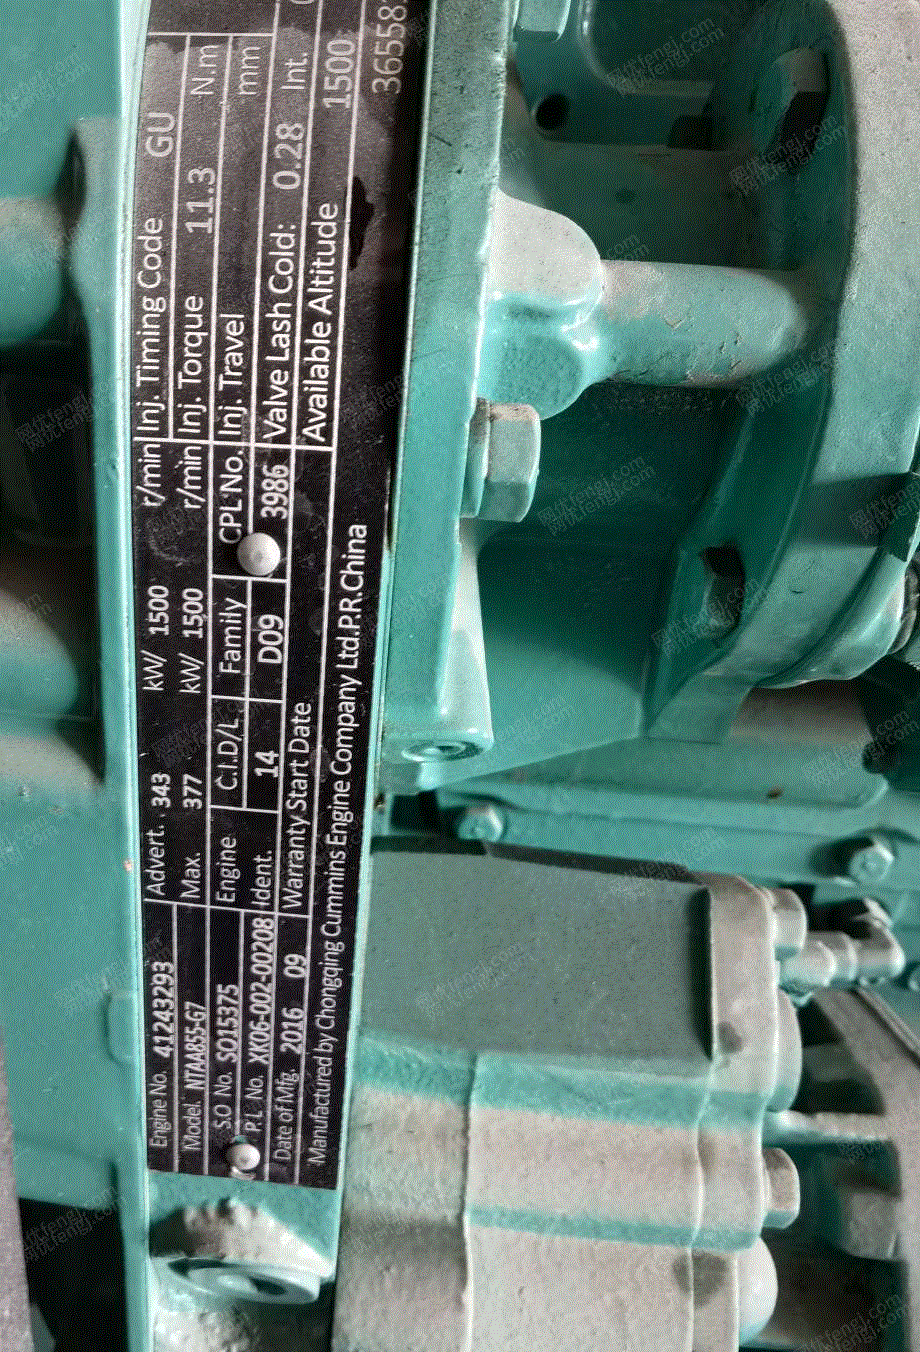 Engine No. 41243293 Advert. 343 kW/ 1500 r/min Inj. Timing Code GU
Model. NTAA855-G7 Max. 377 kW/ 1500 r/min Inj. Torque 11.3 N.m
S.O No. SO15375 Engine C.I.D/L. Family CPL No. Inj. Travel mm
P.I. No. XK06-002-00208 Ident. 14 D09 3986 Valve Lash Cold: 0.28 Int.
Date of Mfg. 2016 09 Warranty Start Date Available Altitude 1500
Manufactured by Chongqing Cummins Engine Company Ltd.P.R.China